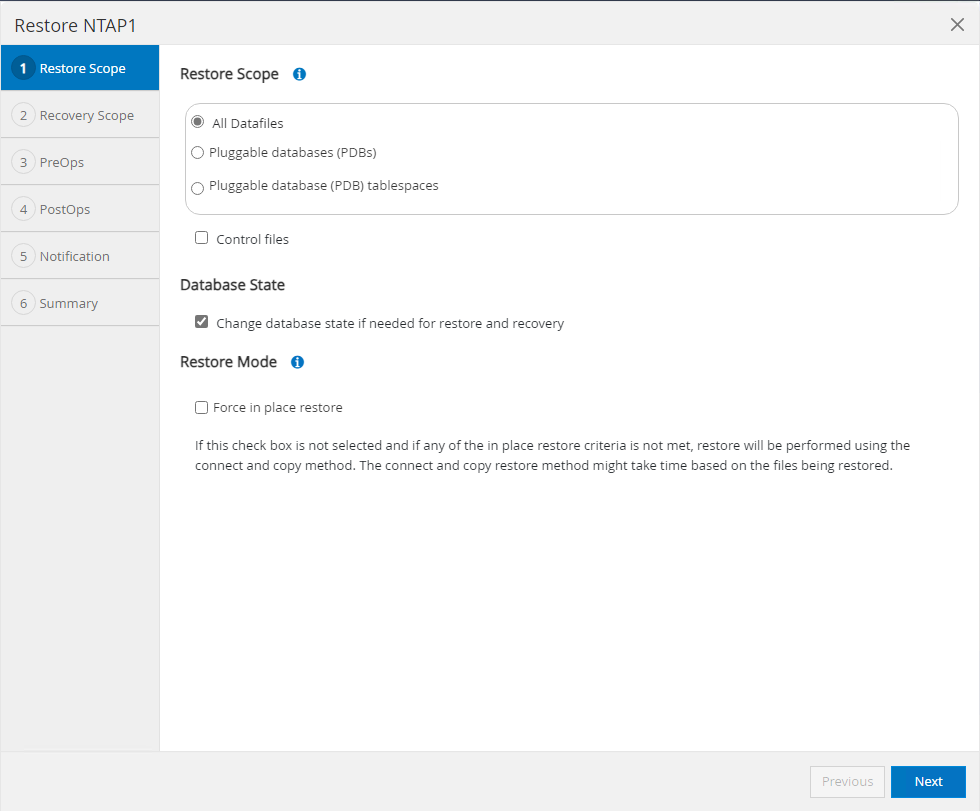 Restore NTAP1
1 Restore Scope
2 Recovery Scope
3 PreOps
4 PostOps
5 Notification
6 Summary
Restore Scope
All Datafiles
Pluggable databases (PDBs)
Pluggable database (PDB) tablespaces
Control files
Database State
Change database state if needed for restore and recovery
Restore Mode
Force in place restore
If this check box is not selected and if any of the in place restore criteria is not met, restore will be performed using the
connect and copy method. The connect and copy restore method might take time based on the files being restored.
Previous
Next